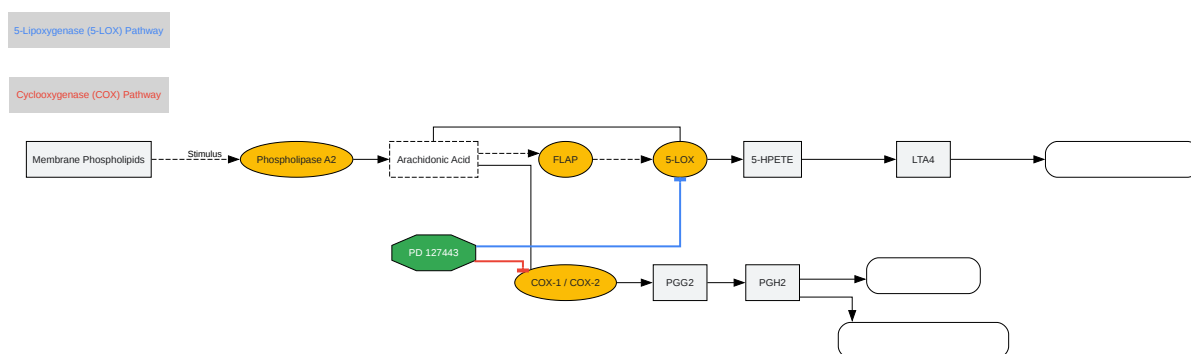 5-Lipoxygenase (5-LOX) Pathway
Cyclooxygenase (COX) Pathway
Membrane Phospholipids
Stimulus
Phospholipase A2
Arachidonic Acid
FLAP
5-LOX
5-HPETE
LTA4
PD 127443
COX-1 / COX-2
PGG2
PGH2